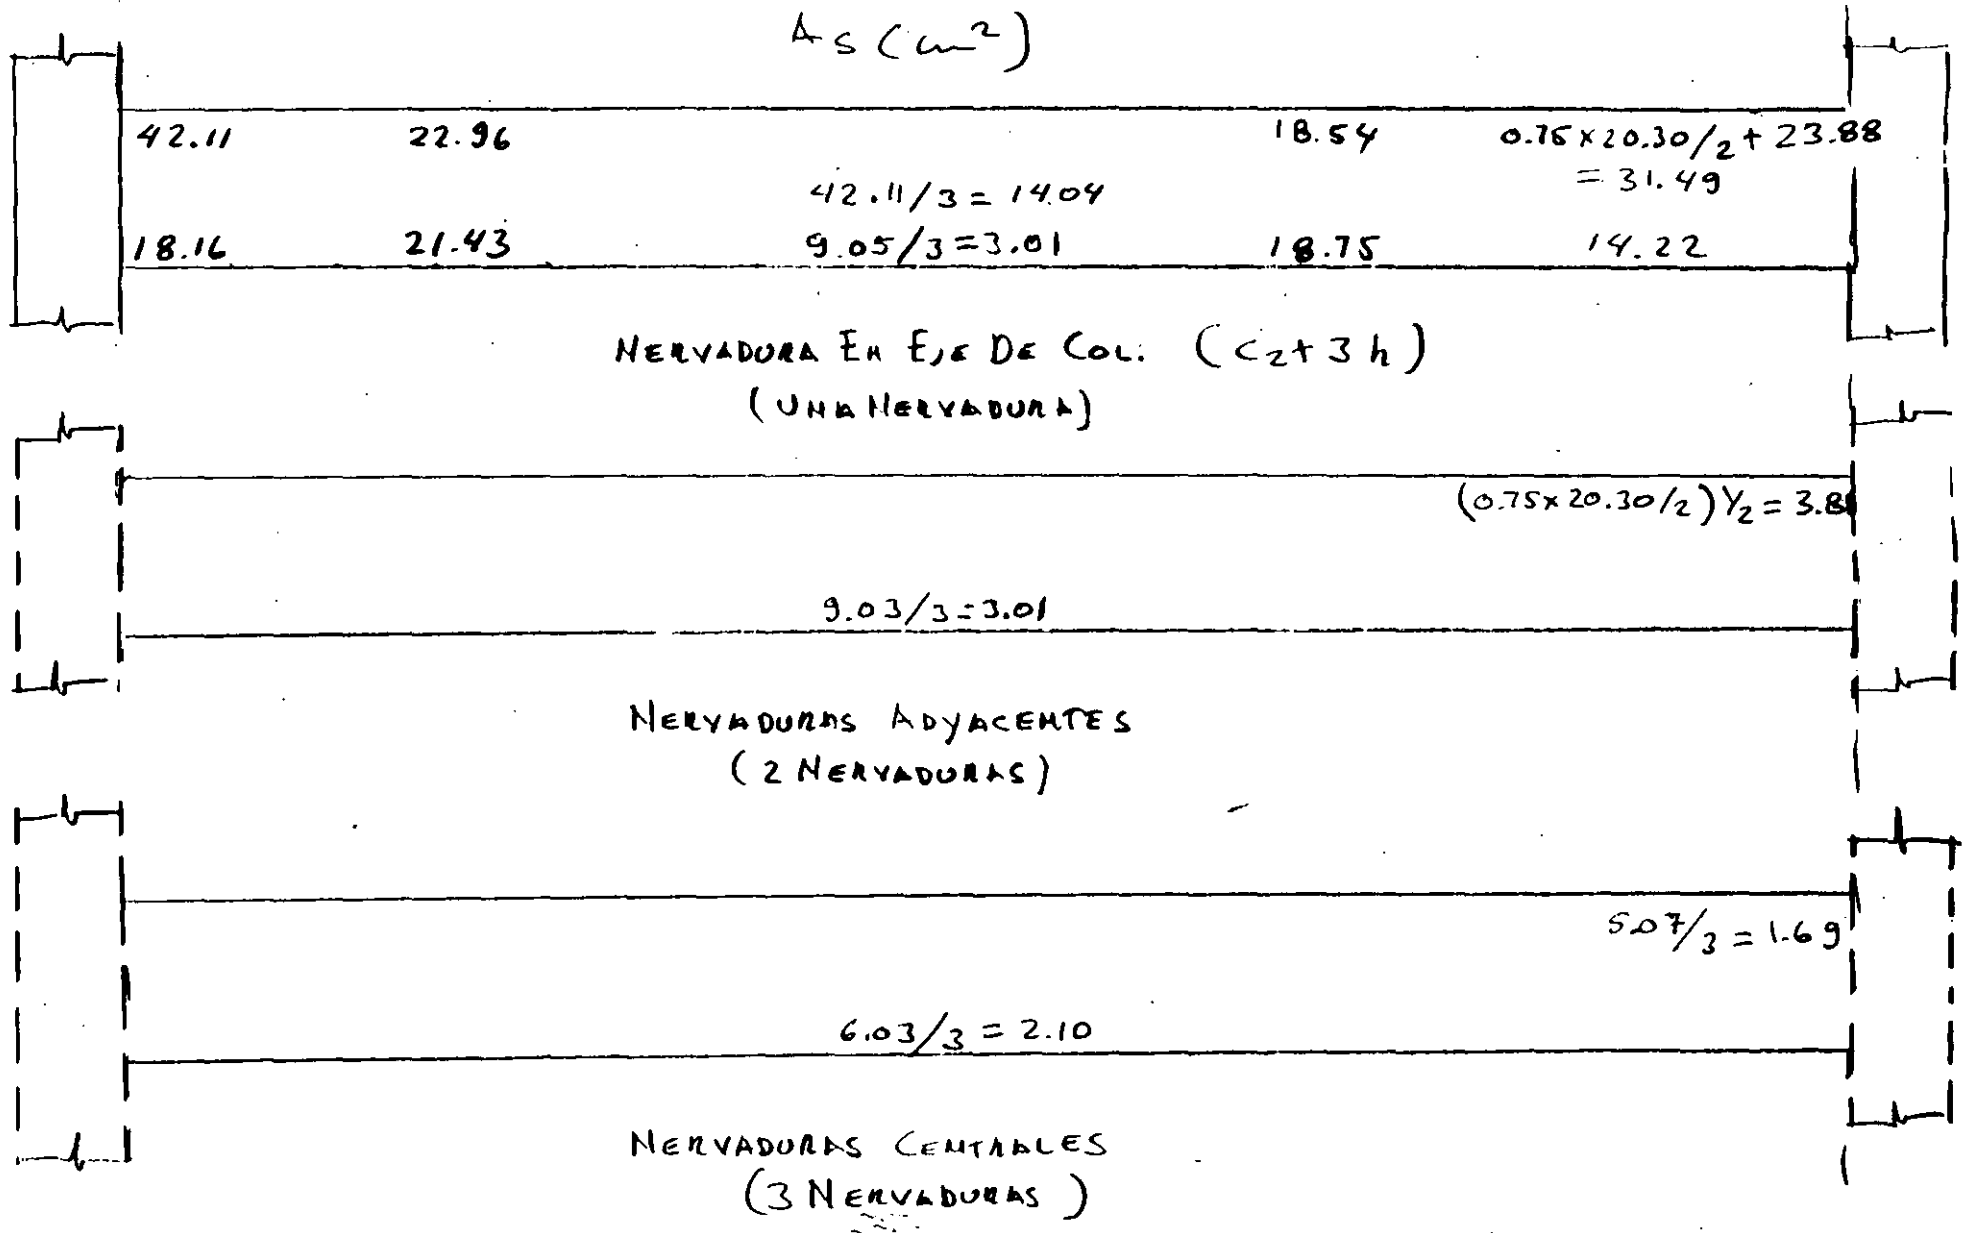 As (cm²)
42.11 22.96 18.54 0.75 x 20.30/2 + 23.88
= 31.49
42.11/3 = 14.04
18.16 21.43 9.05/3 = 3.01 18.75 14.22
NERVADURA EN EJE DE COL. (C2 + 3 h)
(UNA NERVADURA)
(0.75 x 20.30/2) 1/2 = 3.8
9.03/3 = 3.01
NERVADURAS ADYACENTES
(2 NERVADURAS)
5.07/3 = 1.69
6.03/3 = 2.10
NERVADURAS CENTRALES
(3 NERVADURAS)